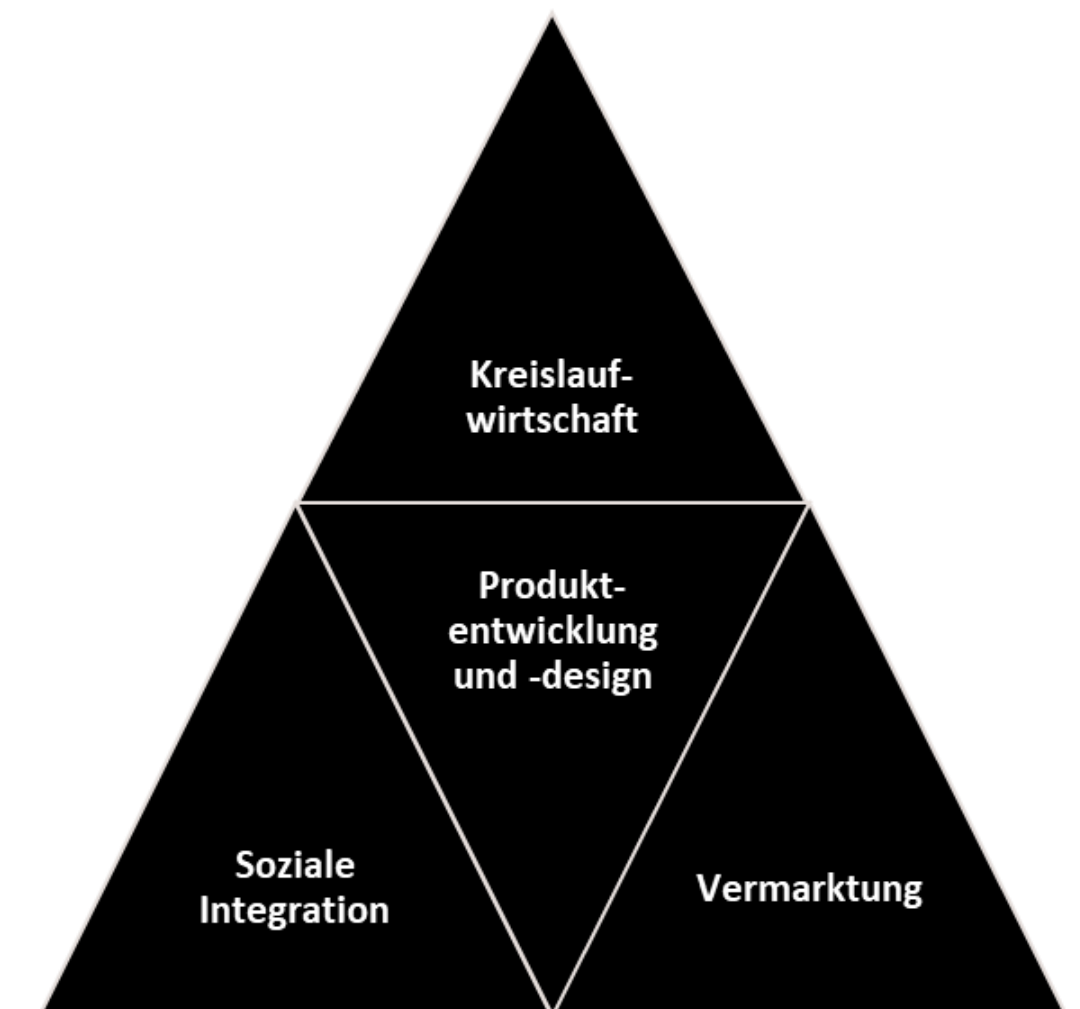 Kreislauf-
wirtschaft
Produkt-
entwicklung
und -design
Soziale
Integration
Vermarktung